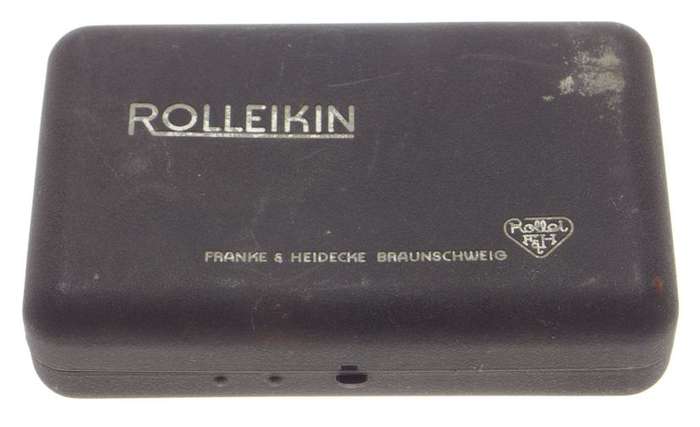 ROLLEIKIN
Rollei
F&H
FRANKE & HEIDECKE BRAUNSCHWEIG